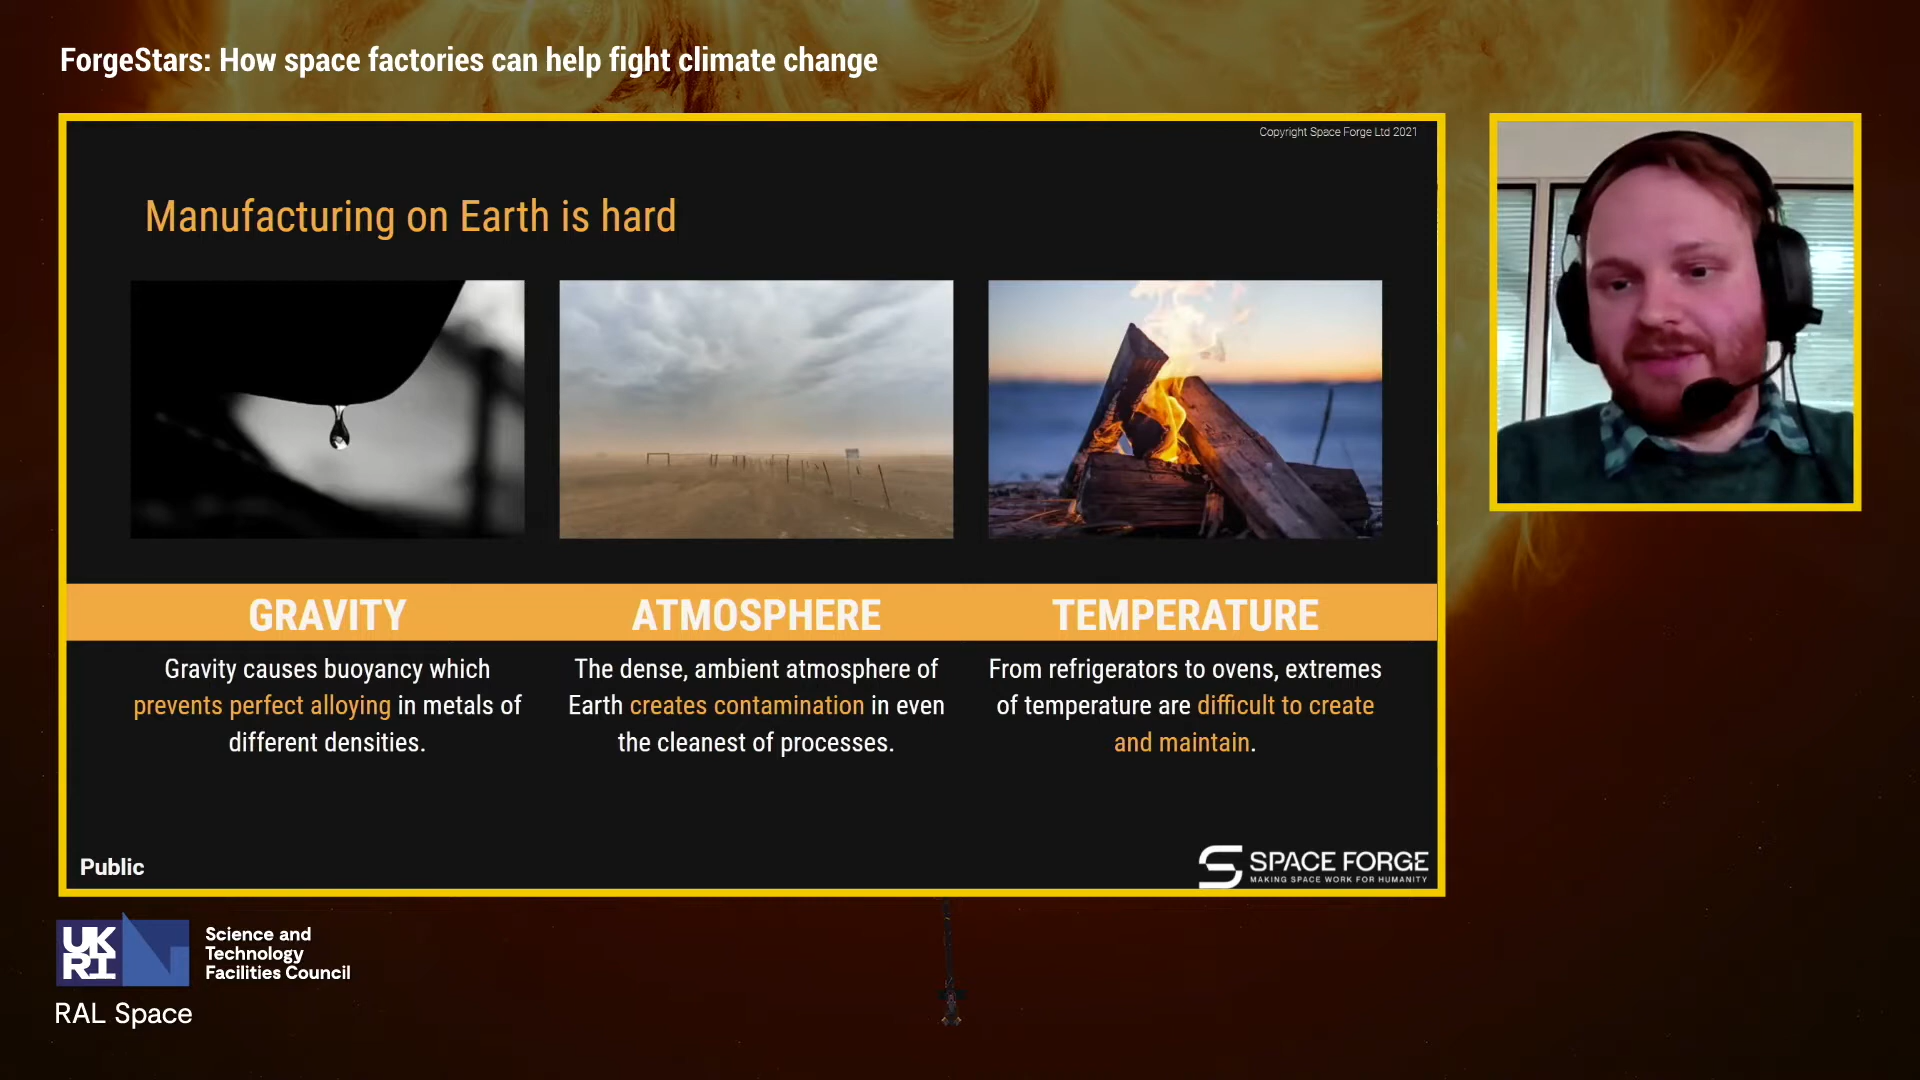 ForgeStars: How space factories can help fight climate change
Copyright Space Forge Ltd 2021
Manufacturing on Earth is hard
GRAVITY
Gravity causes buoyancy which
prevents perfect alloying in metals of
different densities.
ATMOSPHERE
The dense, ambient atmosphere of
Earth creates contamination in even
the cleanest of processes.
TEMPERATURE
From refrigerators to ovens, extremes
of temperature are difficult to create
and maintain.
Public
SPACE FORGE
MAKING SPACE WORK FOR HUMANITY
UK
RI
Science and
Technology
Facilities Council
RAL Space